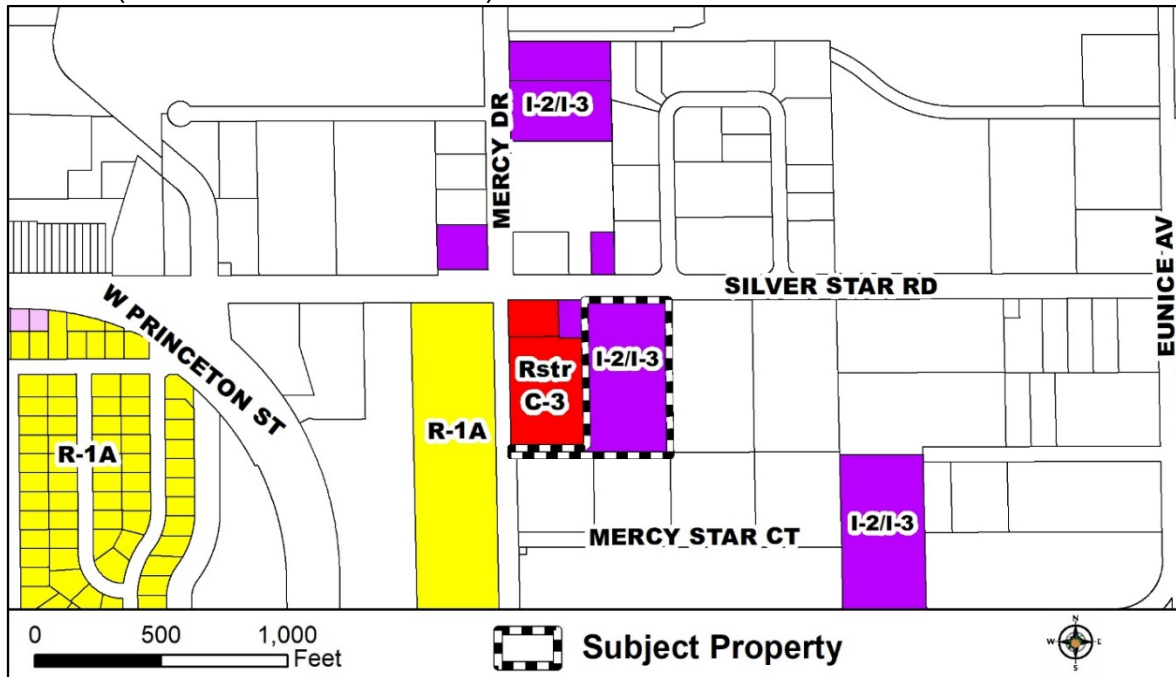 I-2/I-3
MERCY DR
SILVER STAR RD
EUNICE AV
W PRINCETON ST
Rstr
C-3
I-2/I-3
R-1A
R-1A
I-2/I-3
MERCY STAR CT
0 500 1,000
Feet
Subject Property
N
W E
S